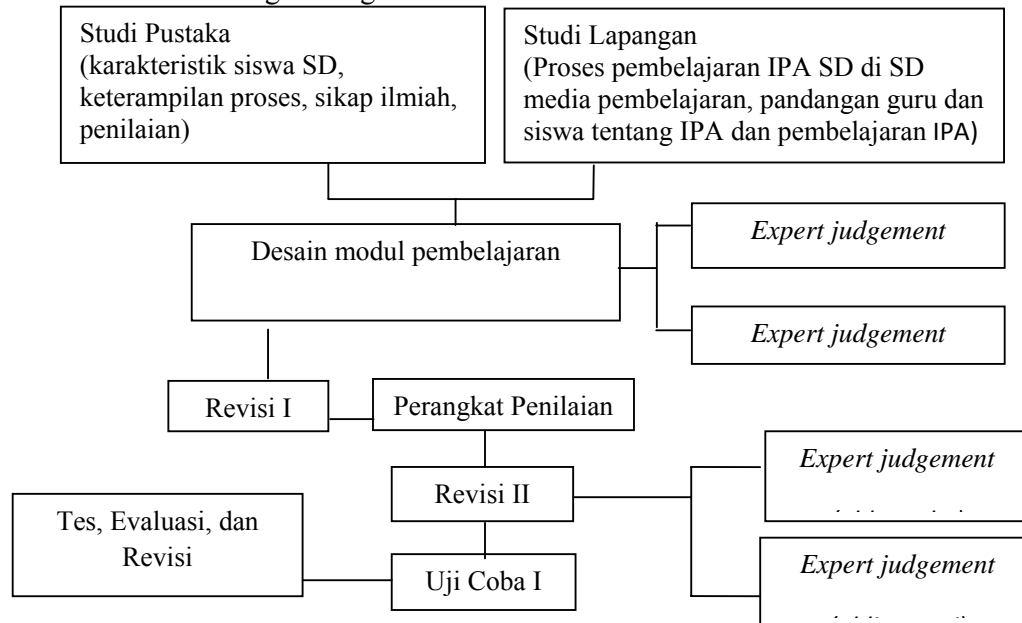 Studi Pustaka
(karakteristik siswa SD,
keterampilan proses, sikap ilmiah,
penilaian)
Studi Lapangan
(Proses pembelajaran IPA SD di SD
media pembelajaran, pandangan guru dan
siswa tentang IPA dan pembelajaran IPA)
Desain modul pembelajaran
Expert judgement
Expert judgement
Revisi I
Perangkat Penilaian
Expert judgement
Revisi II
Tes, Evaluasi, dan
Revisi
Expert judgement
Uji Coba I